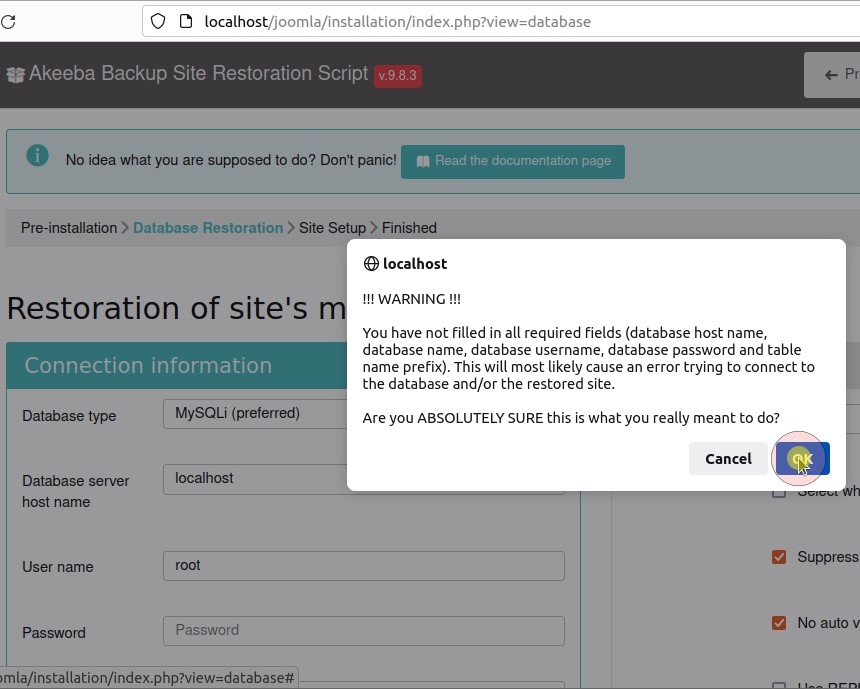 localhost/joomla/installation/index.php?view=database
Akeeba Backup Site Restoration Script v.9.8.3
No idea what you are supposed to do? Don't panic! Read the documentation page
Pre-installation Database Restoration Site Setup Finished
localhost
!!! WARNING !!!
You have not filled in all required fields (database host name,
database name, database username, database password and table
name prefix). This will most likely cause an error trying to connect to
the database and/or the restored site.
Are you ABSOLUTELY SURE this is what you really meant to do?
Cancel OK
Restoration of site's m
Connection information
Database type MySQLi (preferred)
Database server
host name
localhost
User name root
Password Password
Select wh
Suppress
No auto v
omla/installation/index.php?view=database#